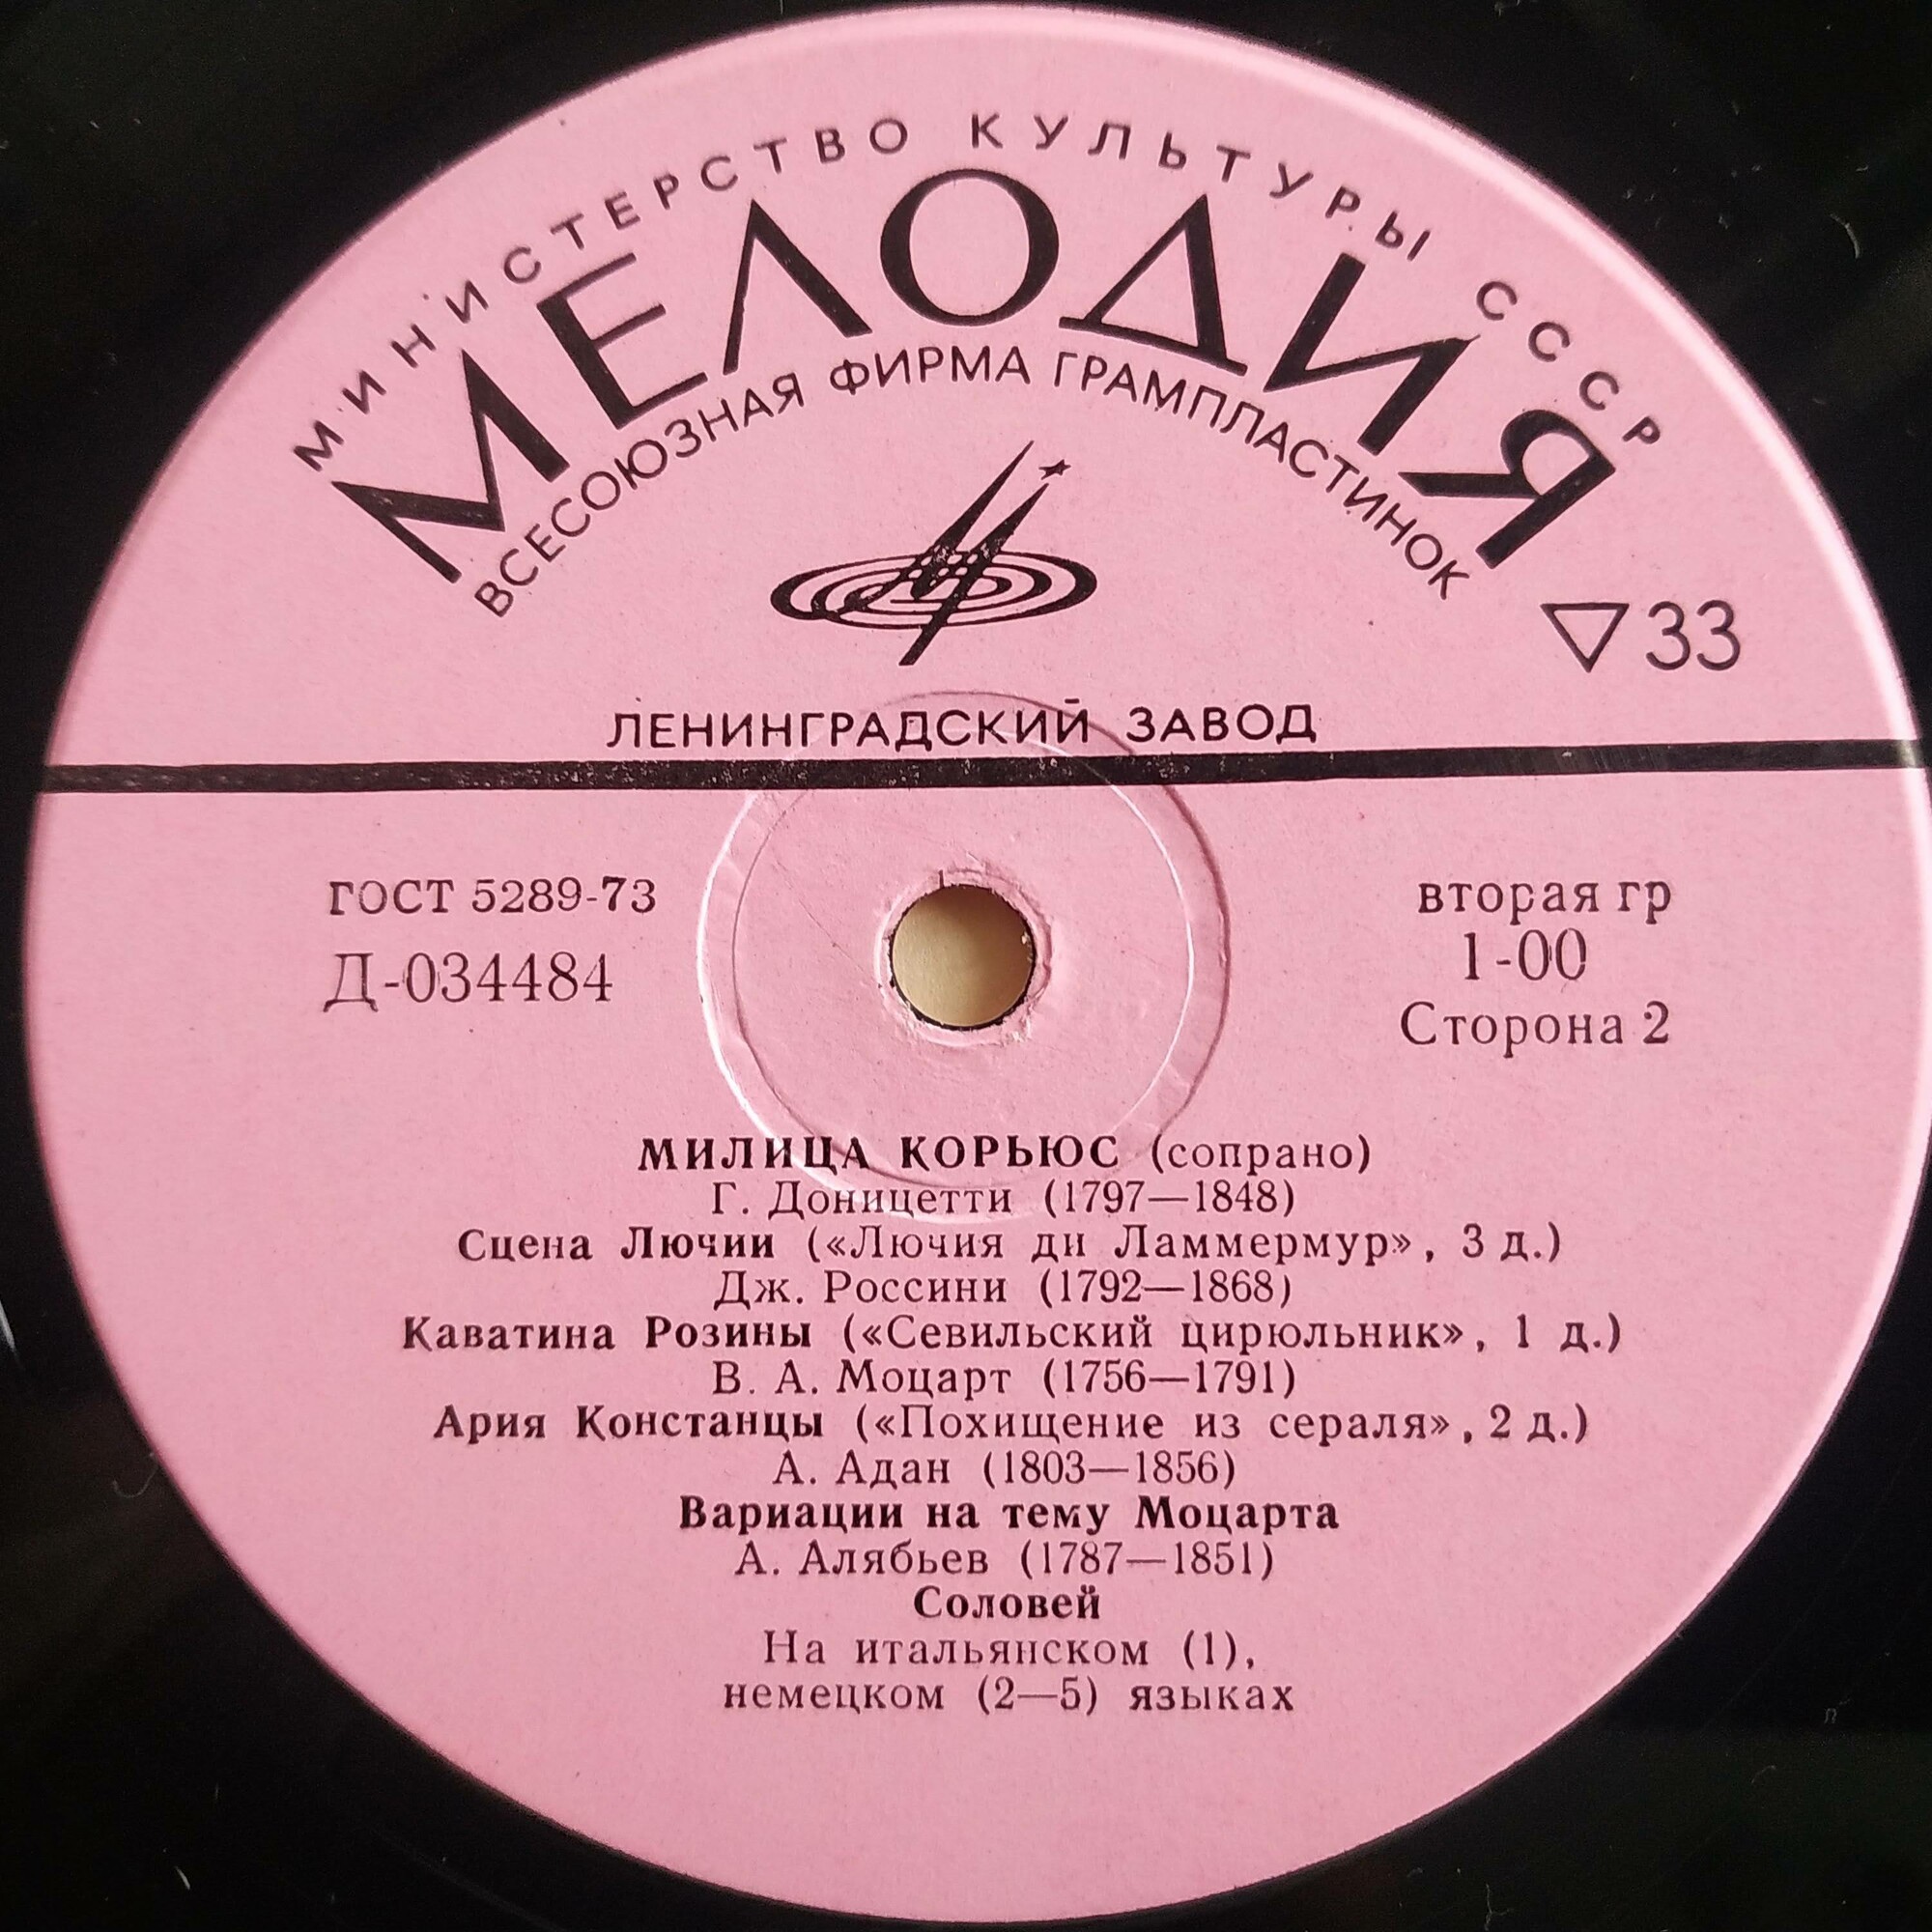 МИНИСТЕРСТВО КУЛЬТУРЫ СССР
МЕЛОДИЯ
ВСЕСОЮЗНАЯ ФИРМА ГРАМПЛАСТИНОК
33
ЛЕНИНГРАДСКИЙ ЗАВОД
ГОСТ 5289-73
Д-034484
вторая гр
1-00
Сторона 2
МИЛИЦА КОРЬЮС (сопрано)
Г. Доницетти (1797—1848)
Сцена Лючии («Лючия ди Ламмермур», 3 д.)
Дж. Россини (1792—1868)
Каватина Розины («Севильский цирюльник», 1 д.)
В. А. Моцарт (1756—1791)
Ария Констанцы («Похищение из сераля», 2 д.)
А. Адан (1803—1856)
Вариации на тему Моцарта
А. Алябьев (1787—1851)
Соловей
На итальянском (1),
немецком (2—5) языках